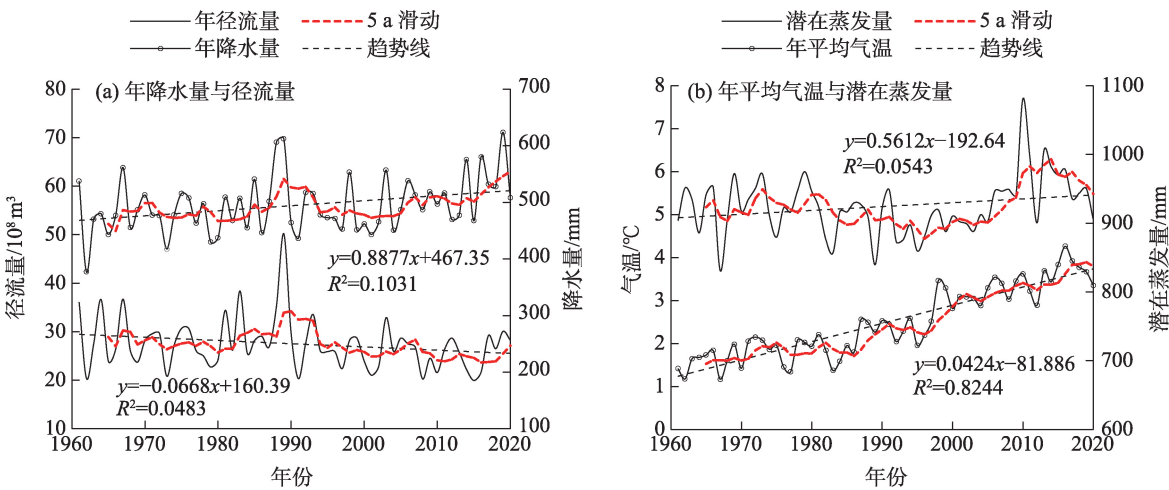 年径流量 5 a 滑动
年降水量 趋势线
(a) 年降水量与径流量
径流量/10⁸ m³
80
70
60
50
40
30
20
10
降水量/mm
700
600
500
400
300
200
100
y=0.8877x+467.35
R²=0.1031
y=−0.0668x+160.39
R²=0.0483
1960 1970 1980 1990 2000 2010 2020
年份
潜在蒸发量 5 a 滑动
年平均气温 趋势线
(b) 年平均气温与潜在蒸发量
气温/℃
8
7
6
5
4
3
2
1
0
潜在蒸发量/mm
1100
1000
900
800
700
600
y=0.5612x−192.64
R²=0.0543
y=0.0424x−81.886
R²=0.8244
1960 1970 1980 1990 2000 2010 2020
年份